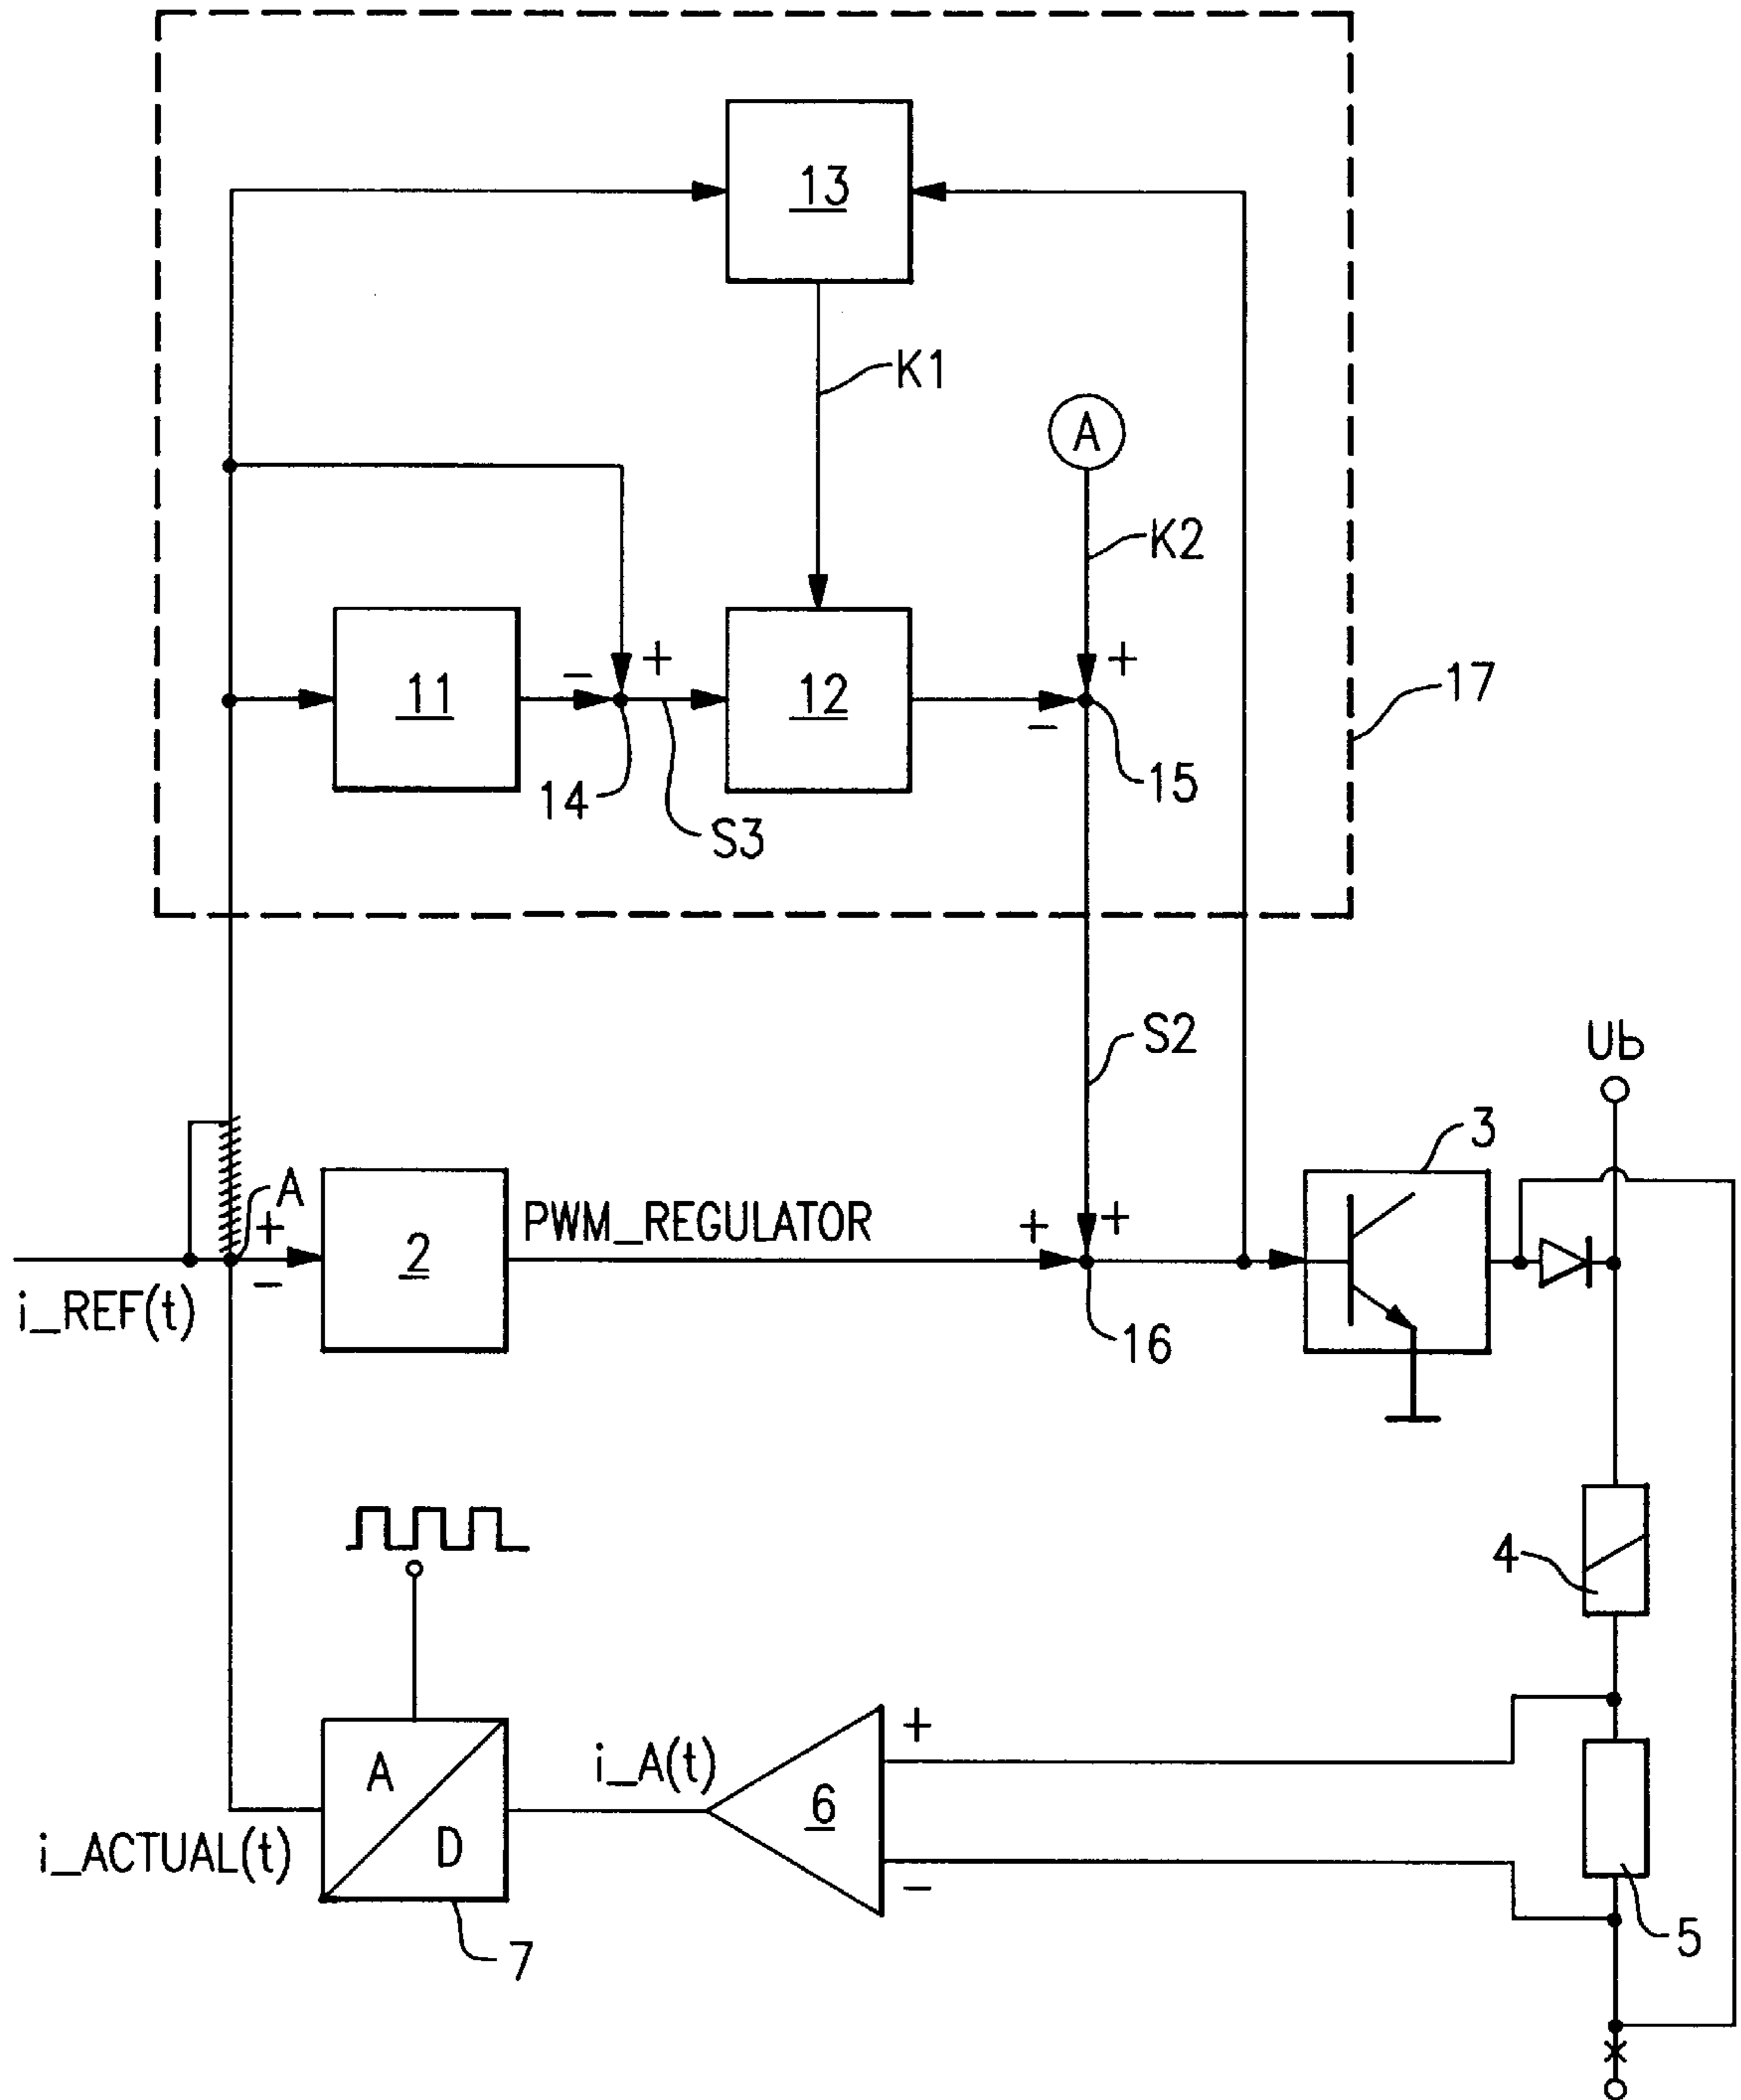 13
K1
A
K2
11
- +
12
+
-
17
14
S3
15
S2
Ub
3
A
+
-
2
PWM_REGULATOR
+ +
i_REF(t)
16
4
A
D
i_A(t)
6
+
-
i_ACTUAL(t)
7
5